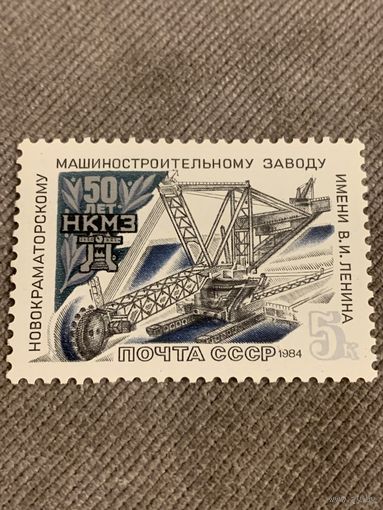 НОВОКРАМАТОРСКОМУ
МАШИНОСТРОИТЕЛЬНОМУ ЗАВОДУ
ИМЕНИ В.И. ЛЕНИНА
50
ЛЕТ
НКМЗ
ПОЧТА СССР 1984
5к